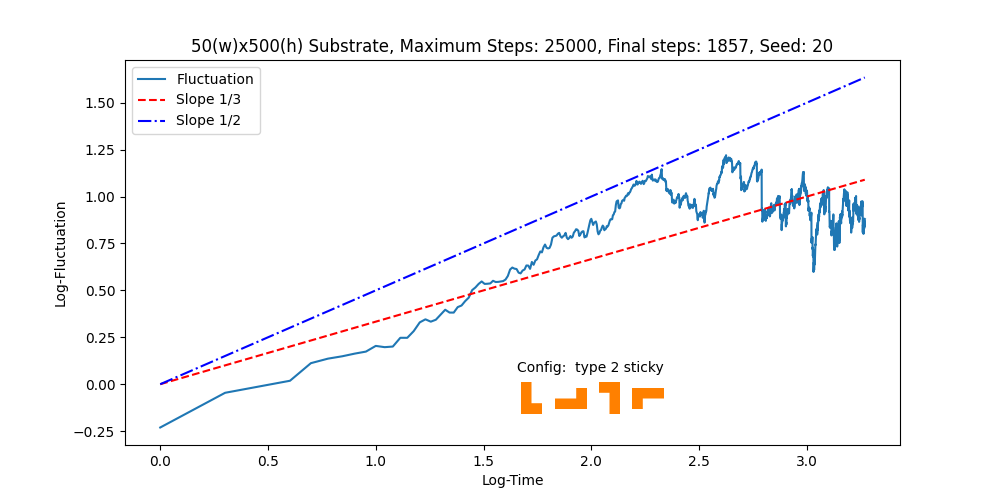 50(w)x500(h) Substrate, Maximum Steps: 25000, Final steps: 1857, Seed: 20
Fluctuation
Slope 1/3
Slope 1/2
1.50
1.25
1.00
0.75
0.50
0.25
0.00
−0.25
Log-Fluctuation
Config:  type 2 sticky
0.0 0.5 1.0 1.5 2.0 2.5 3.0
Log-Time